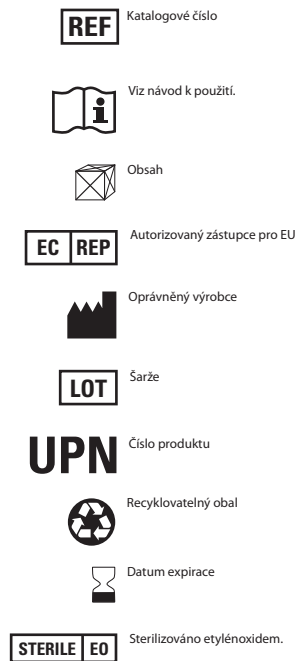 REF Katalogové číslo
i Viz návod k použití.
Obsah
EC REP Autorizovaný zástupce pro EU
Oprávněný výrobce
LOT Šarže
UPN Číslo produktu
Recyklovatelný obal
Datum expirace
STERILE EO Sterilizováno etylénoxidem.